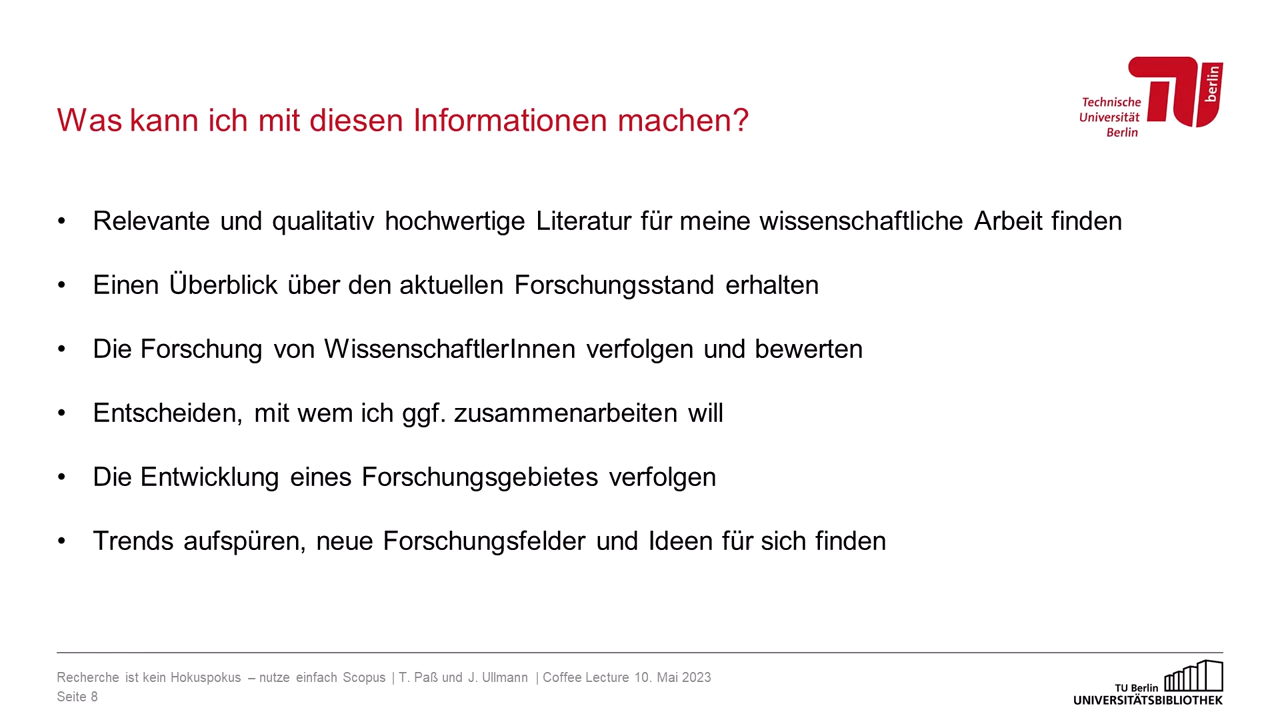 Technische
Universität
Berlin
berlin
Was kann ich mit diesen Informationen machen?
• Relevante und qualitativ hochwertige Literatur für meine wissenschaftliche Arbeit finden
• Einen Überblick über den aktuellen Forschungsstand erhalten
• Die Forschung von WissenschaftlerInnen verfolgen und bewerten
• Entscheiden, mit wem ich ggf. zusammenarbeiten will
• Die Entwicklung eines Forschungsgebietes verfolgen
• Trends aufspüren, neue Forschungsfelder und Ideen für sich finden
Recherche ist kein Hokuspokus – nutze einfach Scopus | T. Paß und J. Ullmann | Coffee Lecture 10. Mai 2023
Seite 8
TU Berlin
UNIVERSITÄTSBIBLIOTHEK